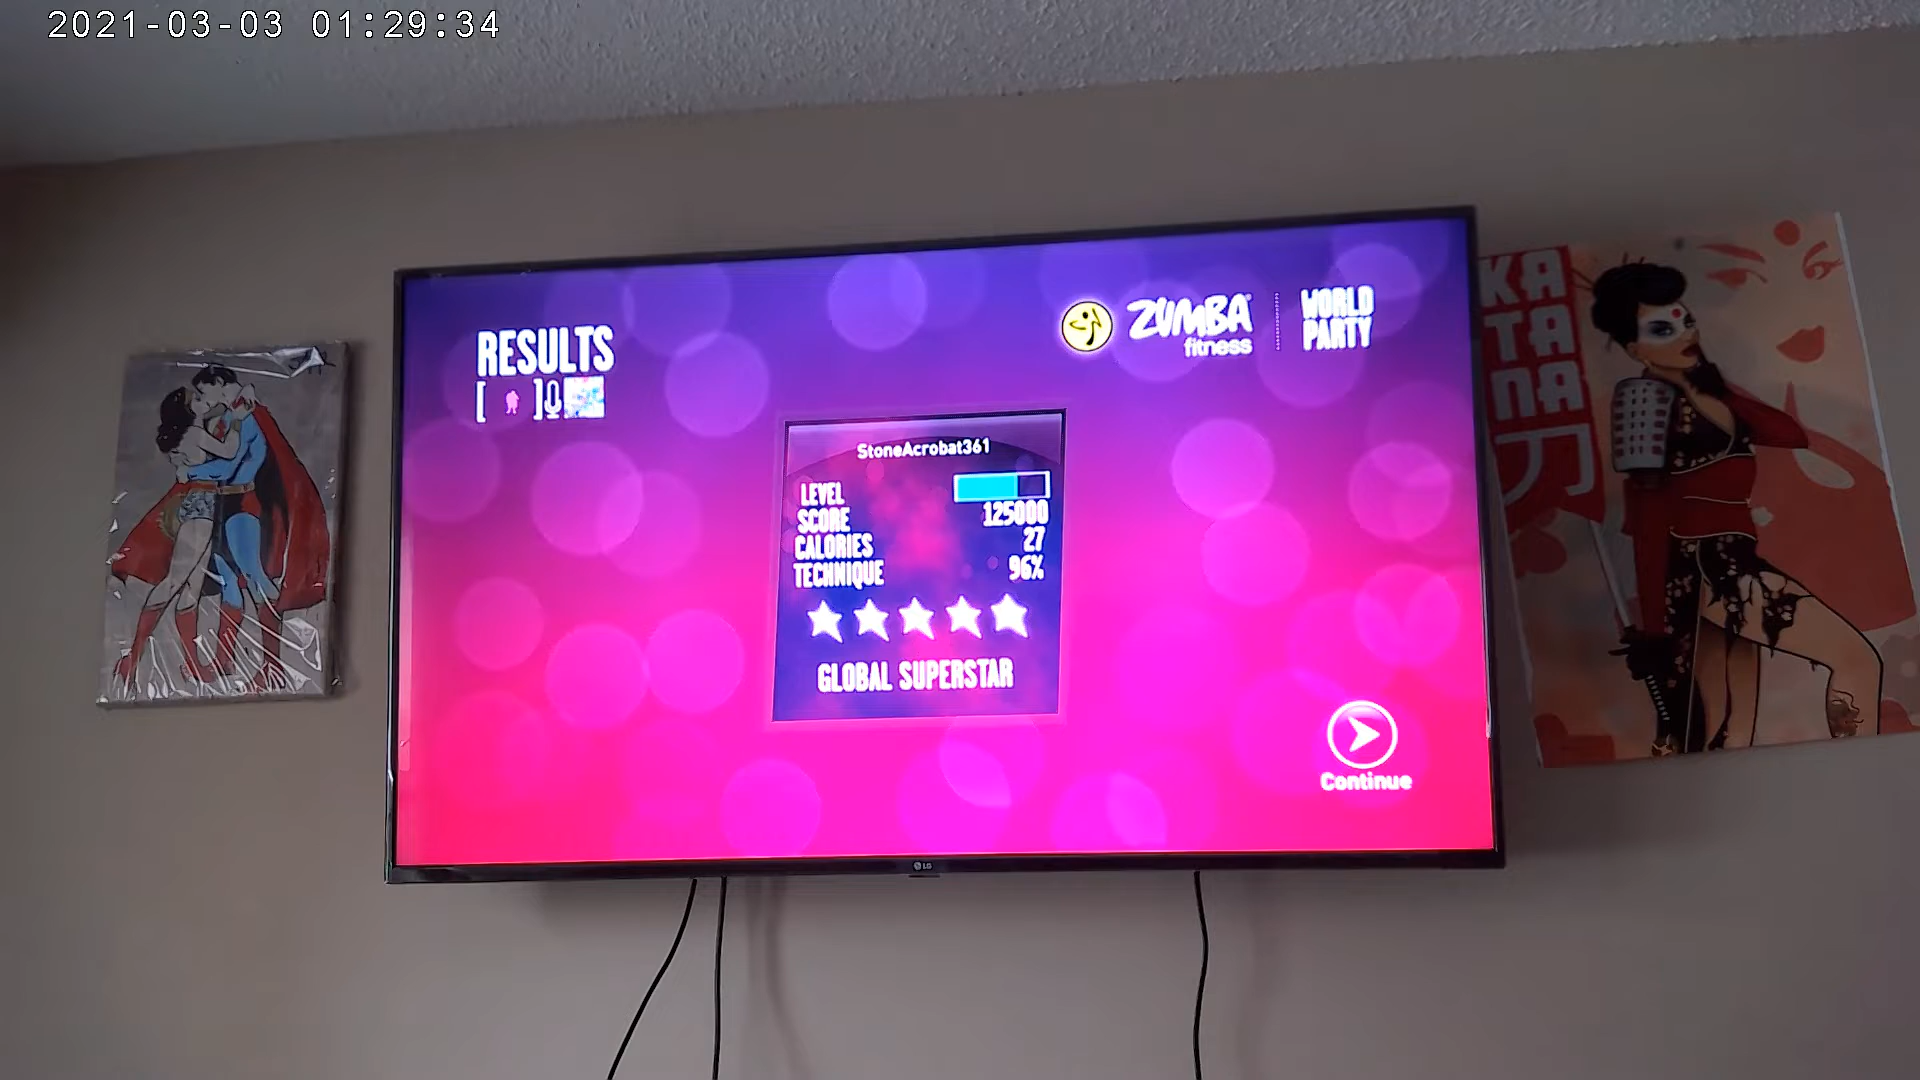 2021-03-03 01:29:34
RESULTS
ZUMBA fitness
WORLD PARTY
StoneAcrobat361
LEVEL
SCORE 125000
CALORIES 27
TECHNIQUE 96%
GLOBAL SUPERSTAR
Continue
LG
KA
TA
NA
刀